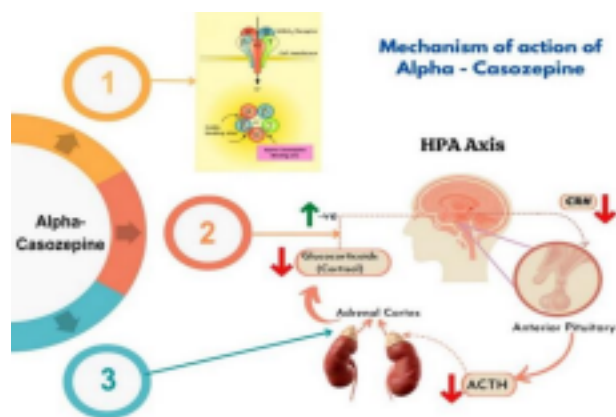 Mechanism of action of
Alpha - Casozepine
1
HPA Axis
Alpha-
Casozepine
2
-ve
CRH
Glucocorticoids
(Cortisol)
Adrenal Cortex
Anterior Pituitary
3
ACTH